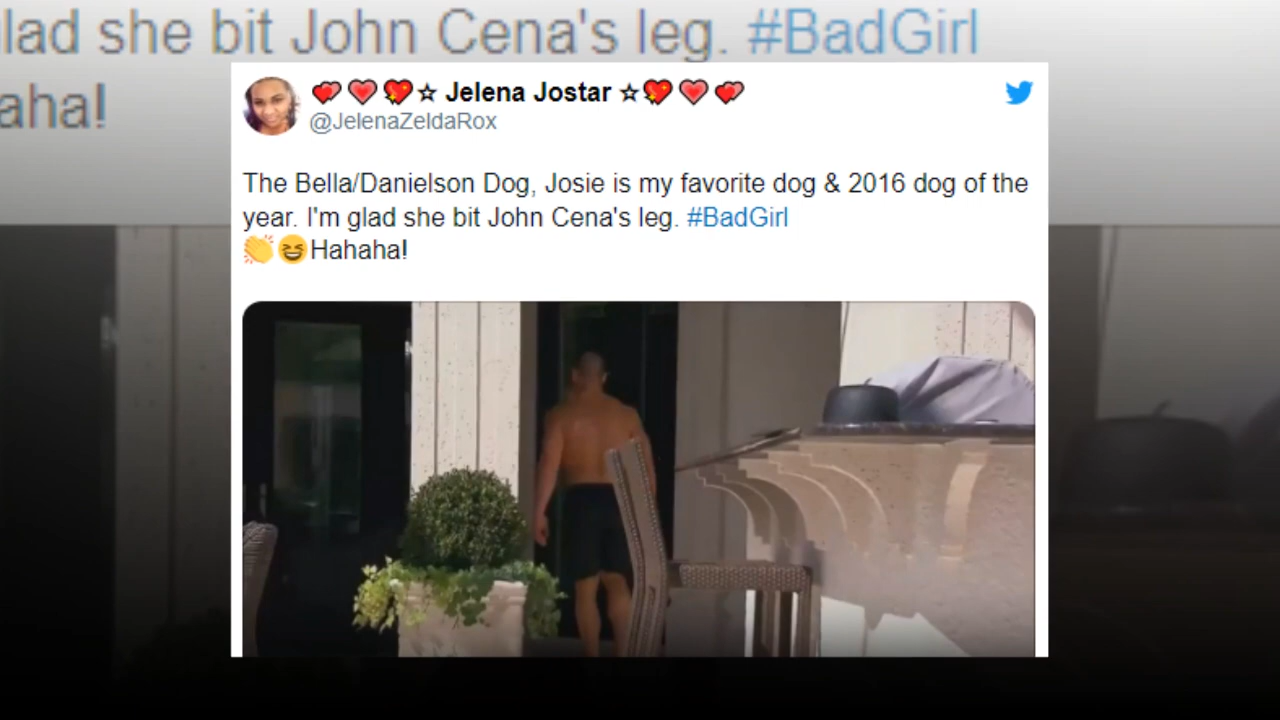 lad she bit John Cena's leg. #BadGirl
aha!
💕💗💖☆ Jelena Jostar ☆💖💗💕
@JelenaZeldaRox
The Bella/Danielson Dog, Josie is my favorite dog & 2016 dog of the
year. I'm glad she bit John Cena's leg. #BadGirl
👏😆Hahaha!